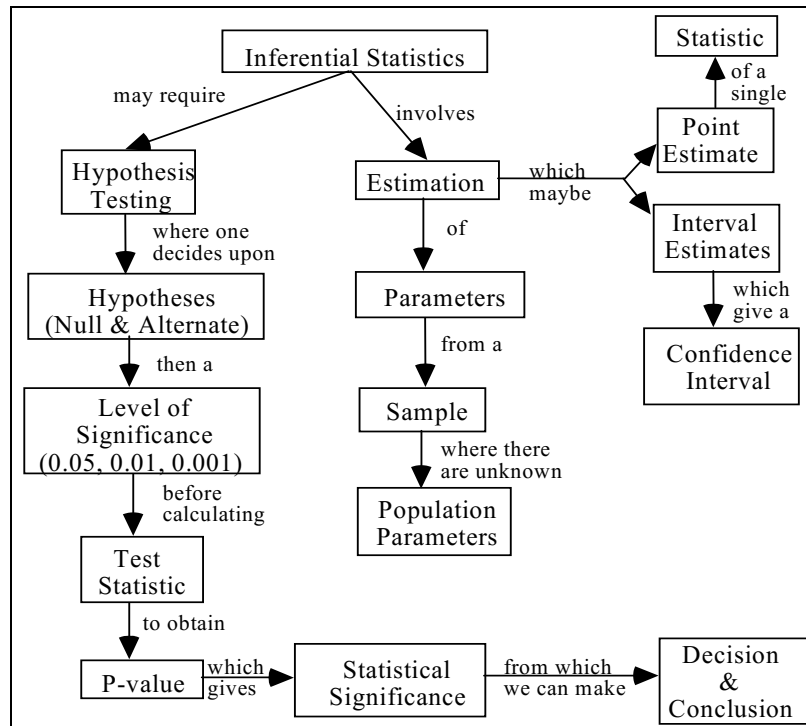 Inferential Statistics
may require
involves
Hypothesis
Testing
where one
decides upon
Hypotheses
(Null & Alternate)
then a
Level of
Significance
(0.05, 0.01, 0.001)
before
calculating
Test
Statistic
to obtain
P-value
which
gives
Statistical
Significance
from which
we can make
Decision
&
Conclusion
Estimation
of
Parameters
from a
Sample
where there
are unknown
Population
Parameters
which
maybe
Point
Estimate
of a
single
Statistic
Interval
Estimates
which
give a
Confidence
Interval